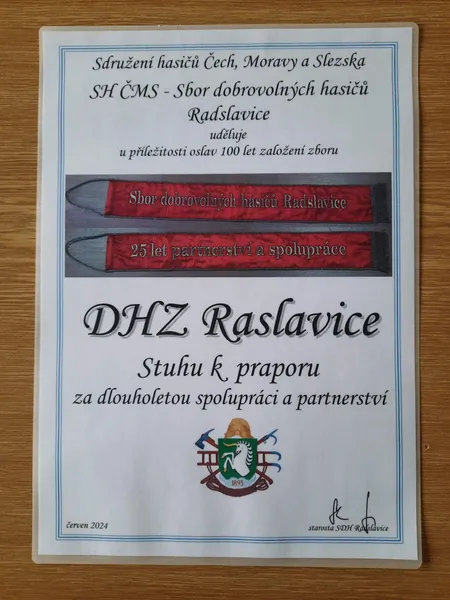 Sdružení hasičů Čech, Moravy a Slezska
SH ČMS - Sbor dobrovolných hasičů
Radslavice
uděluje
u příležitosti oslav 100 let založení zboru
Sbor dobrovolných hasičů Radslavice
25 let partnerství a spolupráce
DHZ Raslavice
Stuhu k praporu
za dlouholetou spolupráci a partnerství
1895
červen 2024
starosta SDH Radslavice